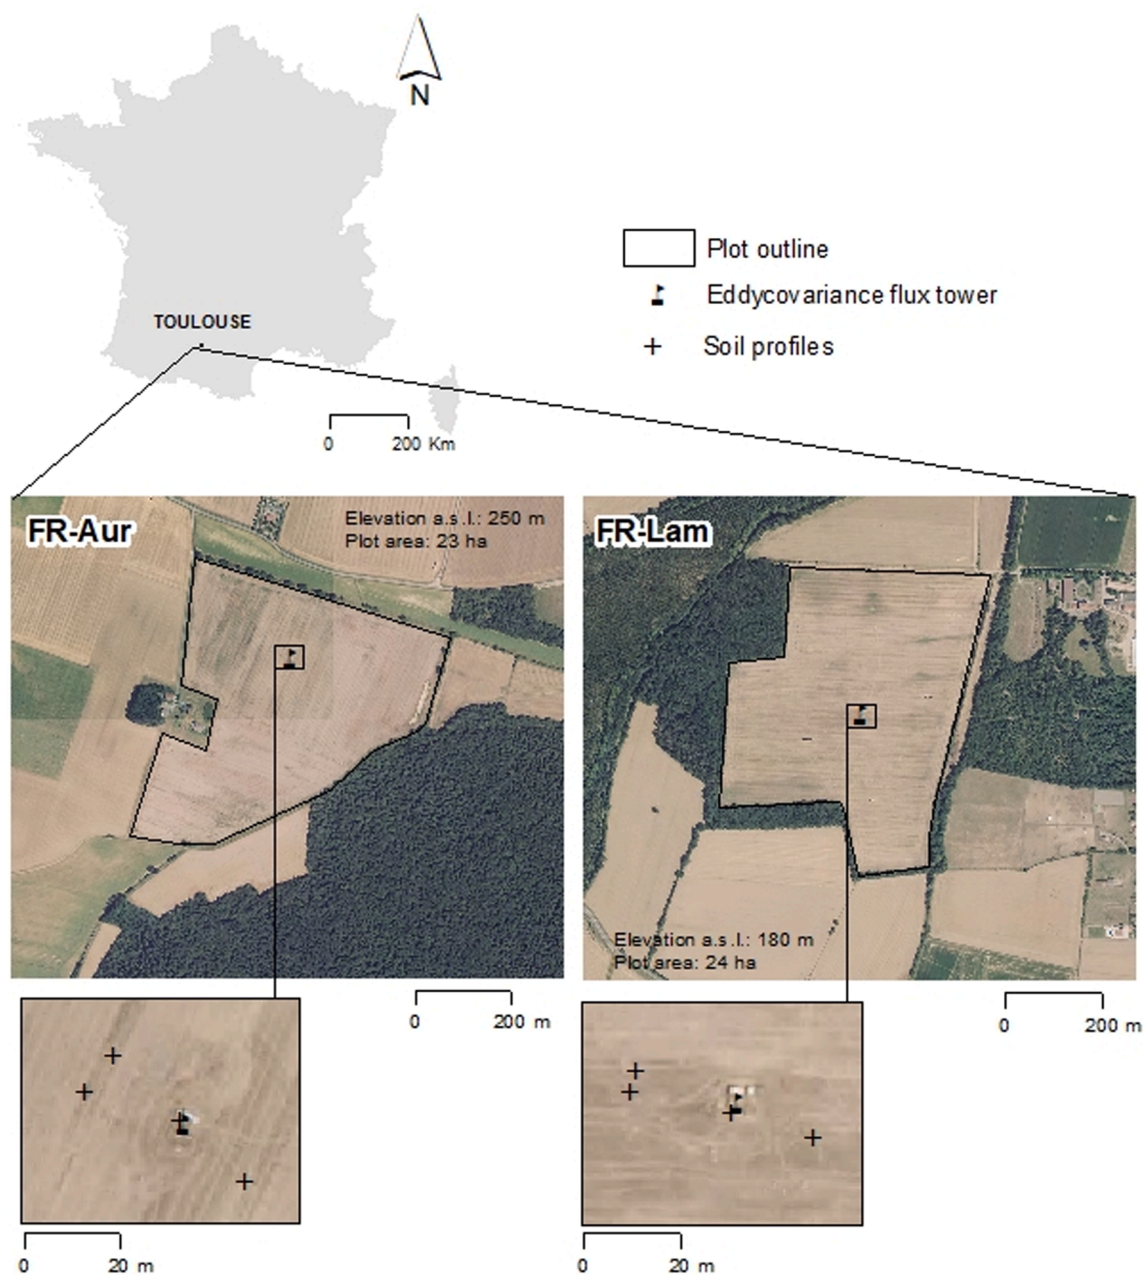 N
Plot outline
Eddycovariance flux tower
Soil profiles
TOULOUSE
0 200 Km
FR-Aur
Elevation a.s.l.: 250 m
Plot area: 23 ha
FR-Lam
Elevation a.s.l.: 180 m
Plot area: 24 ha
0 200 m
0 200 m
0 20 m
0 20 m